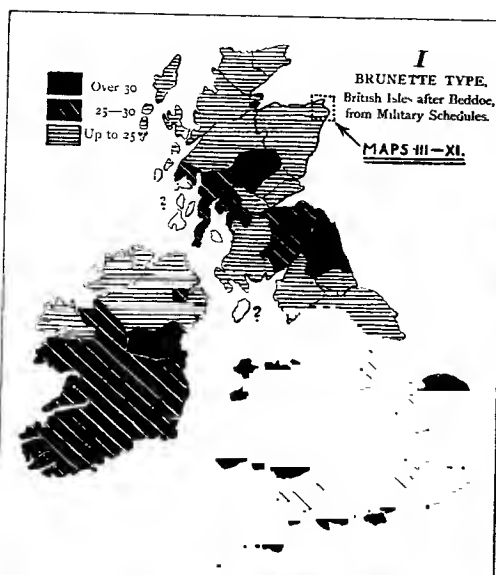 I
BRUNETTE TYPE,
British Isles after Beddoe,
from Military Schedules.
MAPS III—XI.
Over 30
25—30
Up to 25
?
?